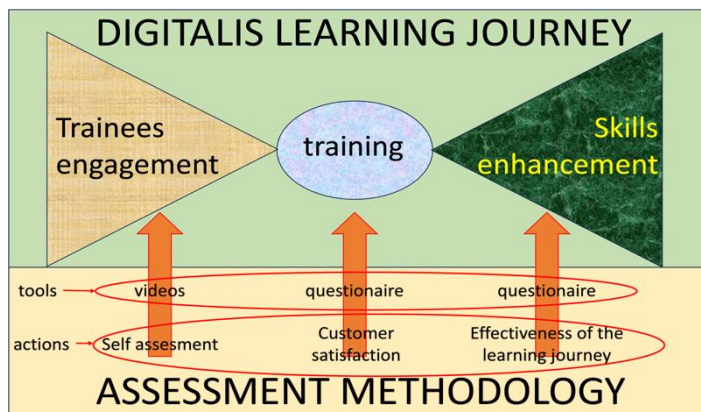 DIGITALIS LEARNING JOURNEY
Trainees
engagement
training
Skills
enhancement
tools
videos
questionaire
questionaire
actions
Self assesment
Customer
satisfaction
Effectiveness of the
learning journey
ASSESSMENT METHODOLOGY